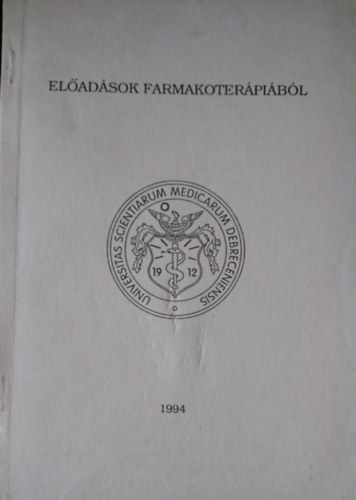 ELŐADÁSOK FARMAKOTERÁPIÁBÓL
UNIVERSITAS SCIENTIARUM MEDICARUM DEBRECENIENSIS
19 12
1994